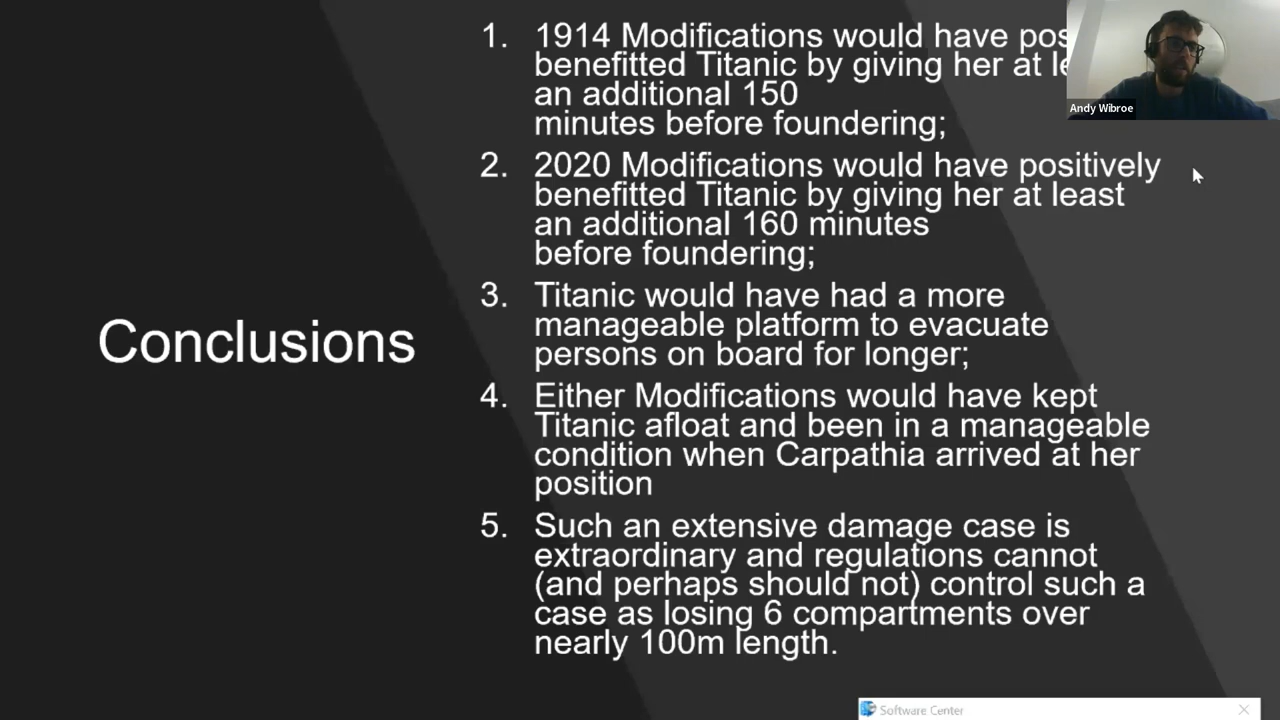 1. 1914 Modifications would have
benefitted Titanic by giving her at
an additional 150
minutes before foundering;
2. 2020 Modifications would have positively
benefitted Titanic by giving her at least
an additional 160 minutes
before foundering;
3. Titanic would have had a more
manageable platform to evacuate
persons on board for longer;
4. Either Modifications would have kept
Titanic afloat and been in a manageable
condition when Carpathia arrived at her
position
5. Such an extensive damage case is
extraordinary and regulations cannot
(and perhaps should not) control such a
case as losing 6 compartments over
nearly 100m length.
Conclusions
Andy Wibroe
Software Center